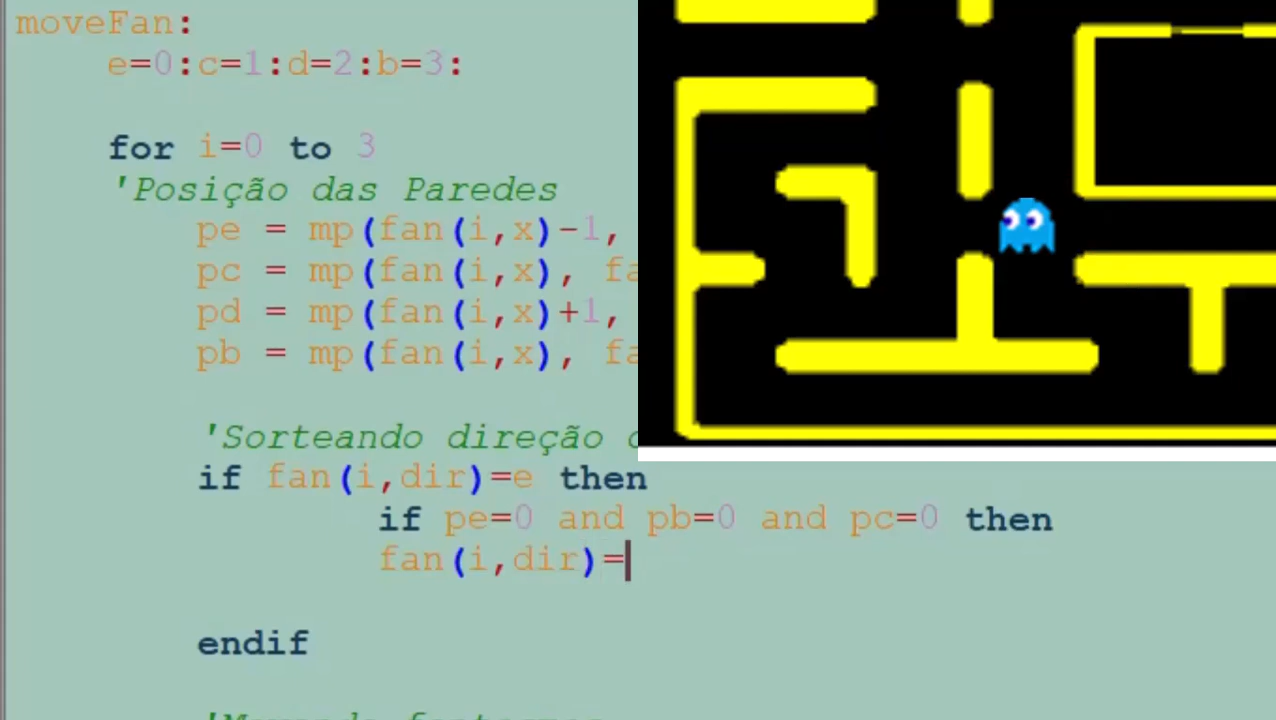 moveFan:
e=0:c=1:d=2:b=3:
for i=0 to 3
'Posição das Paredes
pe = mp(fan(i,x)-1,
pc = mp(fan(i,x), fa
pd = mp(fan(i,x)+1,
pb = mp(fan(i,x), fa
'Sorteando direção
if fan(i,dir)=e then
if pe=0 and pb=0 and pc=0 then
fan(i,dir)=
endif